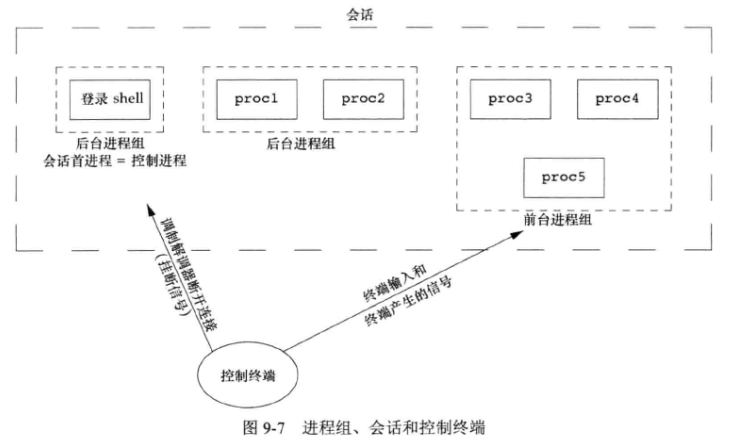 会话
登录 shell
proc1
proc2
proc3
proc4
proc5
后台进程组
会话首进程 = 控制进程
后台进程组
前台进程组
调制解调器断开连接
(挂断信号)
终端输入和
终端产生的信号
控制终端
图 9-7 进程组、会话和控制终端